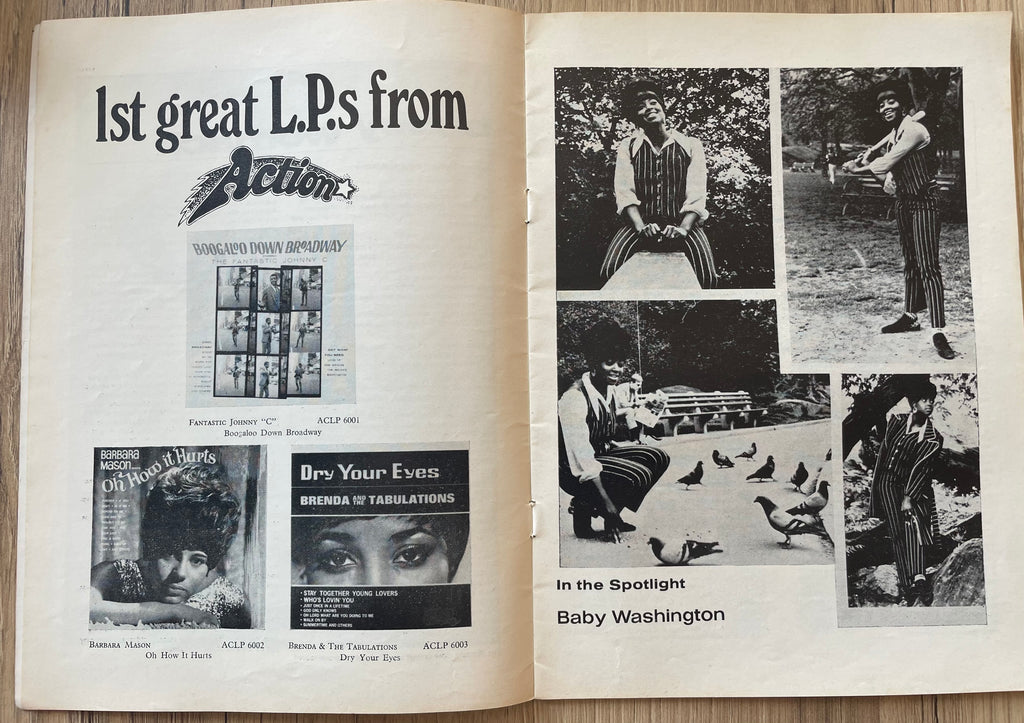 1st great L.P.s from
Action
BOOGALOO DOWN BROADWAY
THE FANTASTIC JOHNNY C
FANTASTIC JOHNNY "C" ACLP 6001
Boogaloo Down Broadway
BARBARA
MASON
Oh How it Hurts
BARBARA MASON ACLP 6002
Oh How It Hurts
Dry Your Eyes
BRENDA AND THE TABULATIONS
• STAY TOGETHER YOUNG LOVERS
• WHO'S LOVIN' YOU
• JUST ONCE IN A LIFETIME
• GOD ONLY KNOWS
• OH LORD WHAT ARE YOU DOING TO ME
• WALK ON BY
• SUMMERTIME AND OTHERS
BRENDA & THE TABULATIONS ACLP 6003
Dry Your Eyes
In the Spotlight
Baby Washington